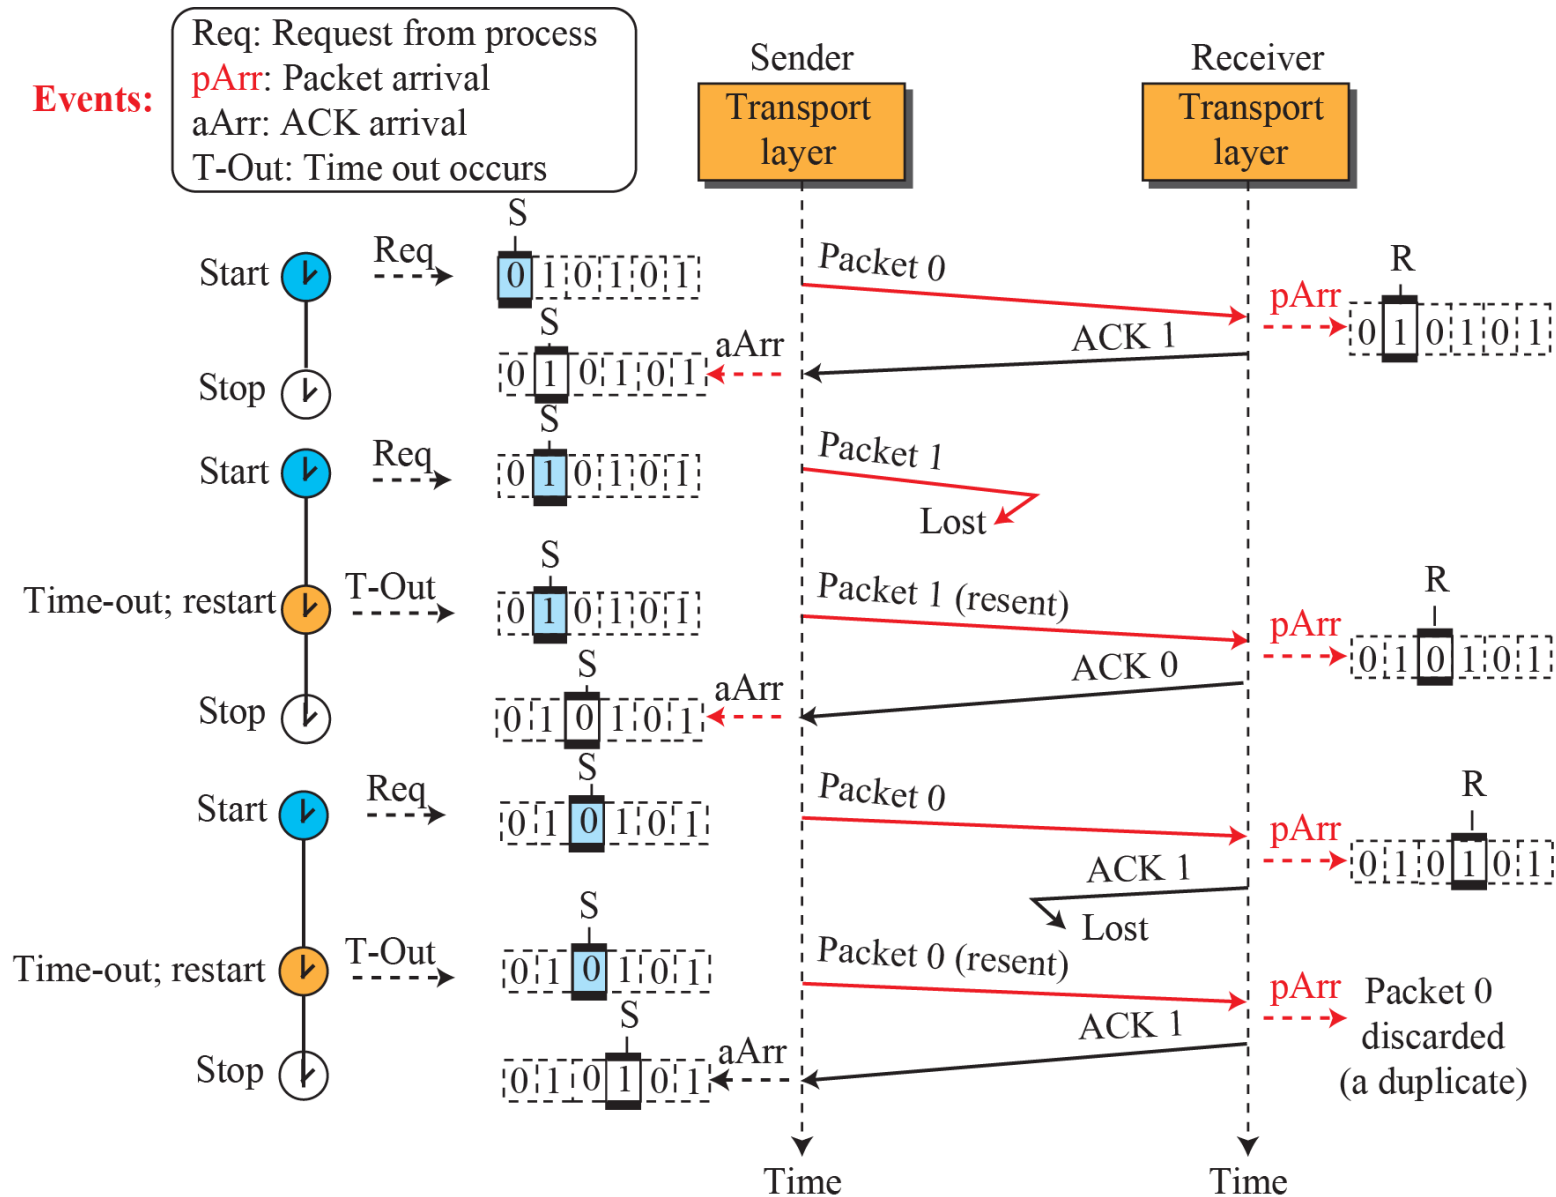 Events:
Req: Request from process
pArr: Packet arrival
aArr: ACK arrival
T-Out: Time out occurs
Sender
Transport
layer
Receiver
Transport
layer
Start
Req
S
0 1 0 1 0 1
Packet 0
pArr
R
0 1 0 1 0 1
Stop
S
0 1 0 1 0 1
aArr
ACK 1
Start
Req
S
0 1 0 1 0 1
Packet 1
Lost
Time-out; restart
T-Out
S
0 1 0 1 0 1
Packet 1 (resent)
pArr
R
0 1 0 1 0 1
Stop
S
0 1 0 1 0 1
aArr
ACK 0
Start
Req
S
0 1 0 1 0 1
Packet 0
pArr
R
0 1 0 1 0 1
ACK 1
Lost
Time-out; restart
T-Out
S
0 1 0 1 0 1
Packet 0 (resent)
pArr
Packet 0
discarded
(a duplicate)
Stop
S
0 1 0 1 0 1
aArr
ACK 1
Time
Time